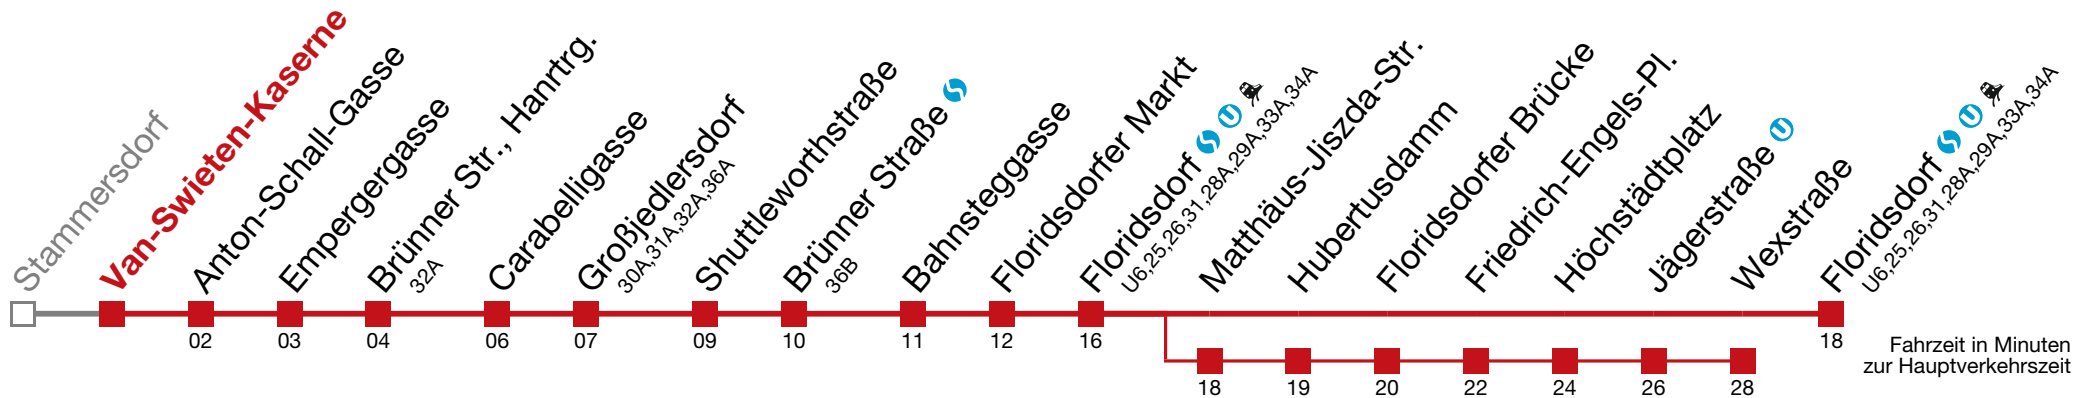 Stammersdorf
Van-Swieten-Kaserne
Anton-Schall-Gasse
Empergergasse
Brünner Str., Hanrtrg.
32A
Carabelligasse
Großjedlersdorf
30A,31A,32A,36A
Shuttleworthstraße
Brünner Straße S
36B
Bahnsteggasse
Floridsdorfer Markt
Floridsdorf S U
U6,25,26,31,28A,29A,33A,34A
Matthäus-Jiszda-Str.
Hubertusdamm
Floridsdorfer Brücke
Friedrich-Engels-Pl.
Höchstädtplatz
Jägerstraße U
Wexstraße
Floridsdorf S U
U6,25,26,31,28A,29A,33A,34A
02 03 04 06 07 09 10 11 12 16 18
18 19 20 22 24 26 28
Fahrzeit in Minuten
zur Hauptverkehrszeit